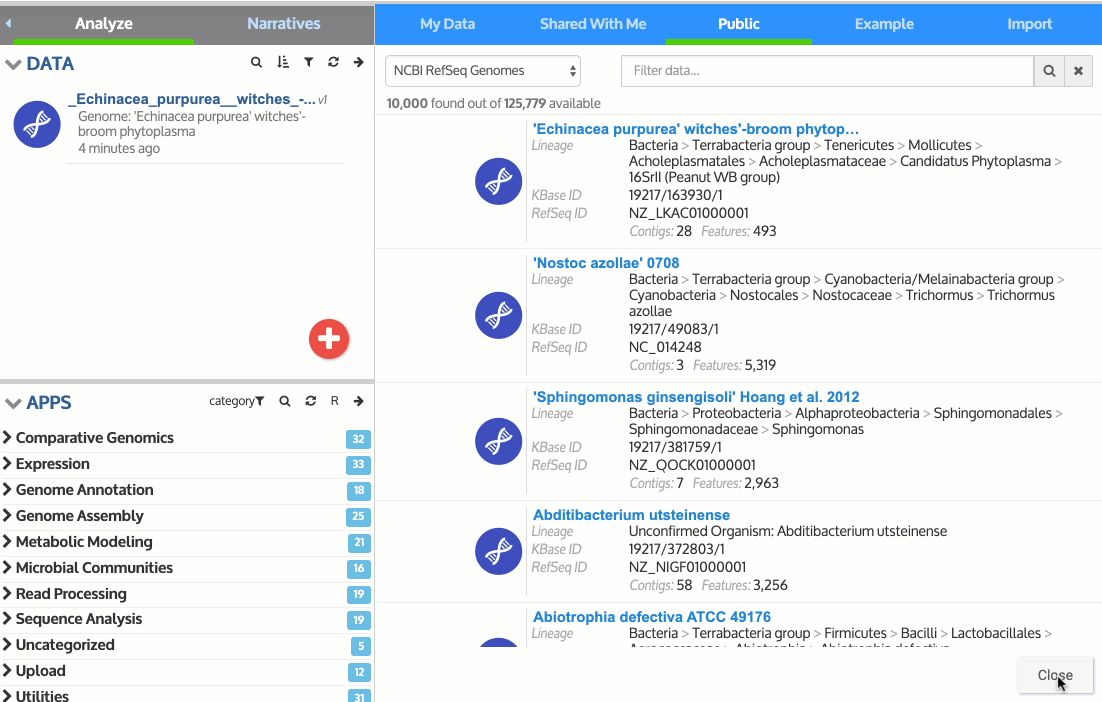 Analyze
Narratives
My Data
Shared With Me
Public
Example
Import
DATA
_Echinacea_purpurea__witches_-... v1
Genome: 'Echinacea purpurea' witches'-
broom phytoplasma
4 minutes ago
APPS
category
R
Comparative Genomics 32
Expression 33
Genome Annotation 18
Genome Assembly 25
Metabolic Modeling 21
Microbial Communities 16
Read Processing 19
Sequence Analysis 19
Uncategorized 5
Upload 12
Utilities 31
NCBI RefSeq Genomes
Filter data...
10,000 found out of 125,779 available
'Echinacea purpurea' witches'-broom phytop...
Lineage Bacteria > Terrabacteria group > Tenericutes > Mollicutes >
Acholeplasmatales > Acholeplasmataceae > Candidatus Phytoplasma >
16SrII (Peanut WB group)
KBase ID 19217/163930/1
RefSeq ID NZ_LKAC01000001
Contigs: 28 Features: 493
'Nostoc azollae' 0708
Lineage Bacteria > Terrabacteria group > Cyanobacteria/Melainabacteria group >
Cyanobacteria > Nostocales > Nostocaceae > Trichormus > Trichormus
azollae
KBase ID 19217/49083/1
RefSeq ID NC_014248
Contigs: 3 Features: 5,319
'Sphingomonas ginsengisoli' Hoang et al. 2012
Lineage Bacteria > Proteobacteria > Alphaproteobacteria > Sphingomonadales >
Sphingomonadaceae > Sphingomonas
KBase ID 19217/381759/1
RefSeq ID NZ_QOCK01000001
Contigs: 7 Features: 2,963
Abditibacterium utsteinense
Lineage Unconfirmed Organism: Abditibacterium utsteinense
KBase ID 19217/372803/1
RefSeq ID NZ_NIGF01000001
Contigs: 58 Features: 3,256
Abiotrophia defectiva ATCC 49176
Lineage Bacteria > Terrabacteria group > Firmicutes > Bacilli > Lactobacillales >
Close